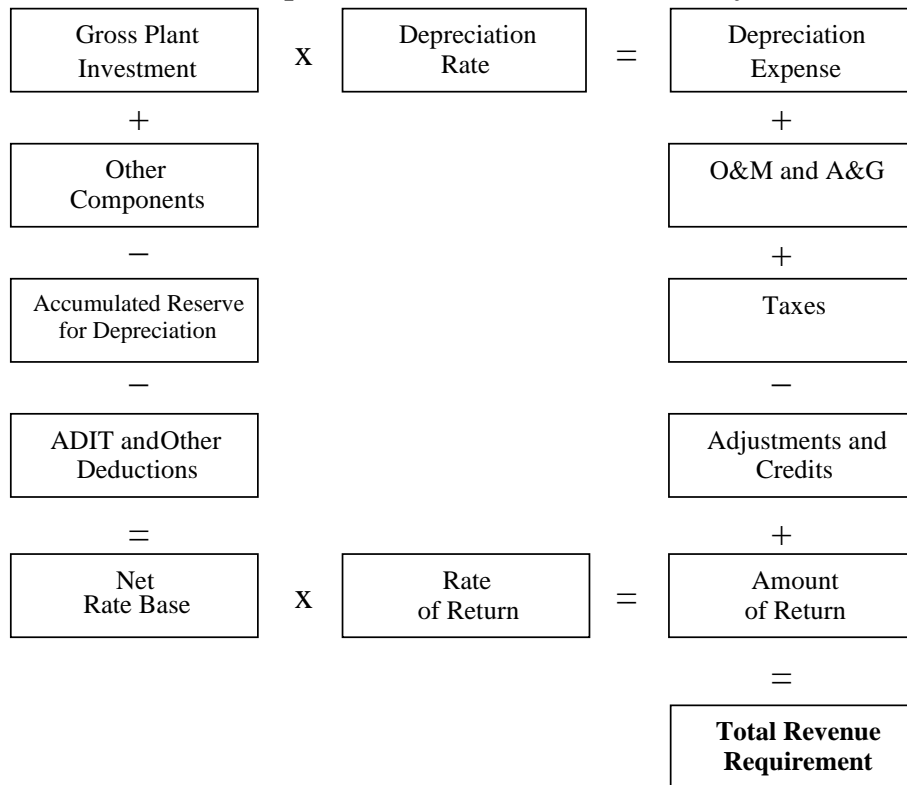 Gross Plant
Investment
x
Depreciation
Rate
=
Depreciation
Expense
+
+
Other
Components
O&M and A&G
–
+
Accumulated Reserve
for Depreciation
Taxes
–
–
ADIT andOther
Deductions
Adjustments and
Credits
=
+
Net
Rate Base
x
Rate
of Return
=
Amount
of Return
=
Total Revenue
Requirement